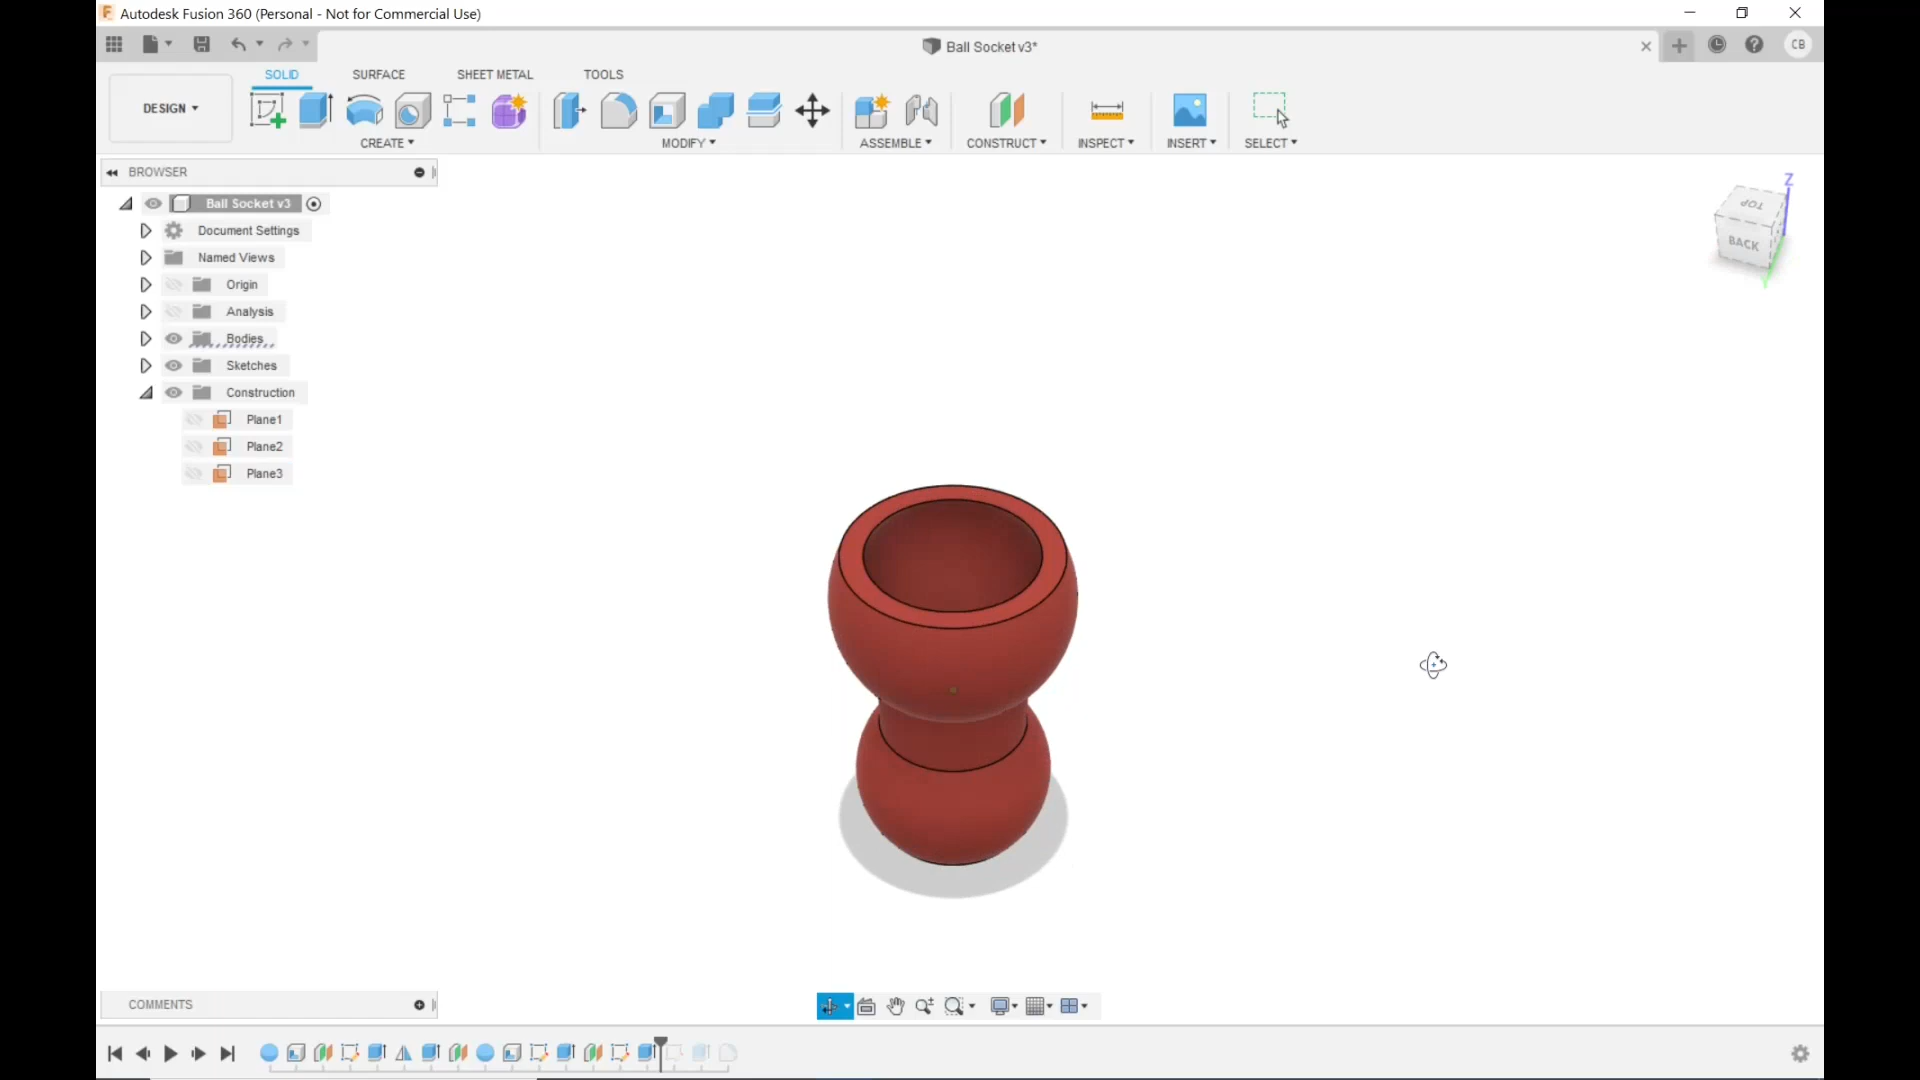 Autodesk Fusion 360 (Personal - Not for Commercial Use)
Ball Socket v3*
CB
SOLID SURFACE SHEET METAL TOOLS
DESIGN
CREATE MODIFY ASSEMBLE CONSTRUCT INSPECT INSERT SELECT
BROWSER
Ball Socket v3
Document Settings
Named Views
Origin
Analysis
Bodies
Sketches
Construction
Plane1
Plane2
Plane3
Z
TOP
BACK
Y
COMMENTS